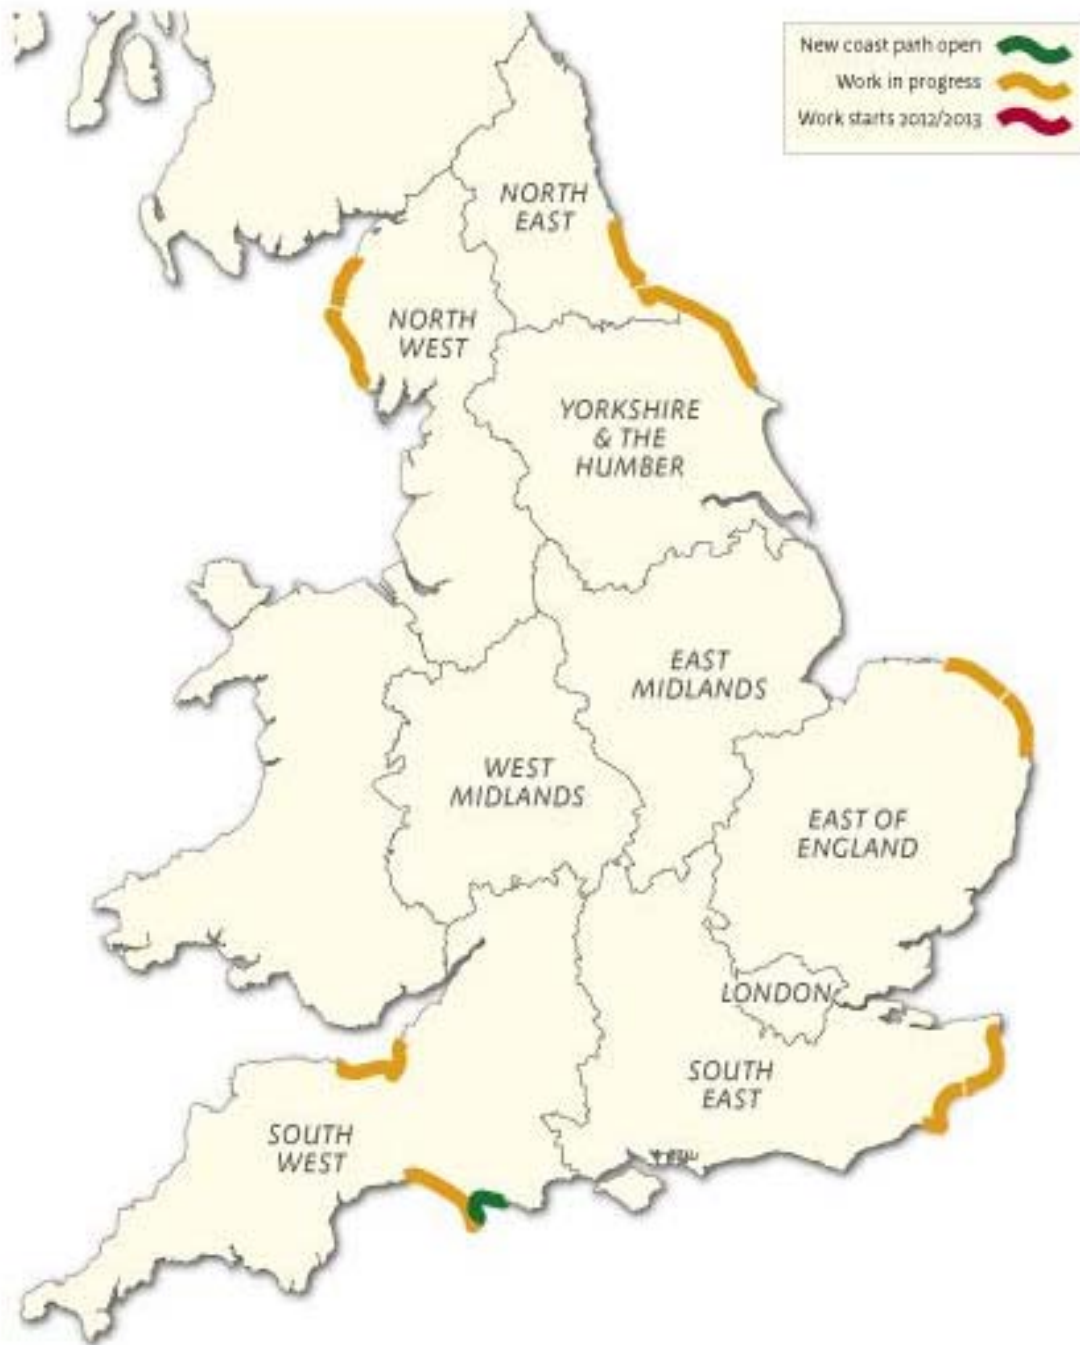 New coast path open
Work in progress
Work starts 2012/2013
NORTH
EAST
NORTH
WEST
YORKSHIRE
& THE
HUMBER
EAST
MIDLANDS
WEST
MIDLANDS
EAST OF
ENGLAND
LONDON
SOUTH
EAST
SOUTH
WEST